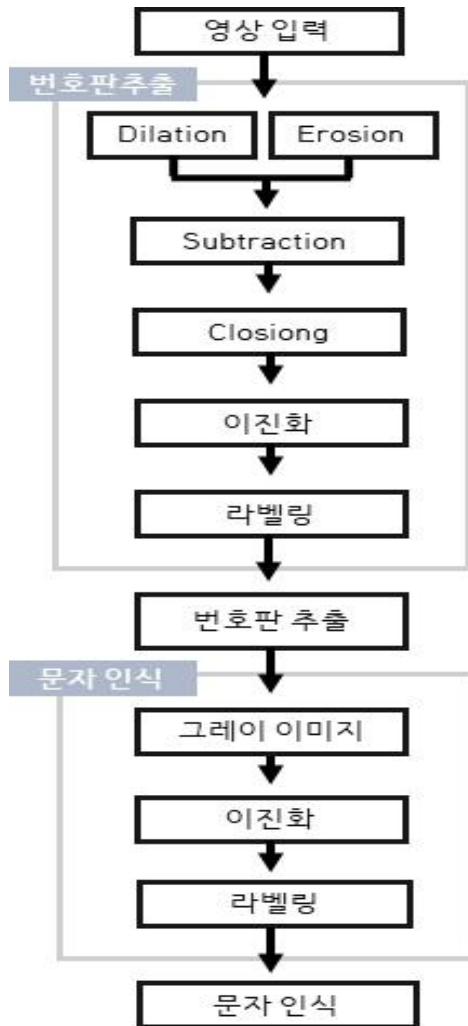 영상 입력
번호판추출
Dilation Erosion
Subtraction
Closiong
이진화
라벨링
번호판 추출
문자 인식
그레이 이미지
이진화
라벨링
문자 인식